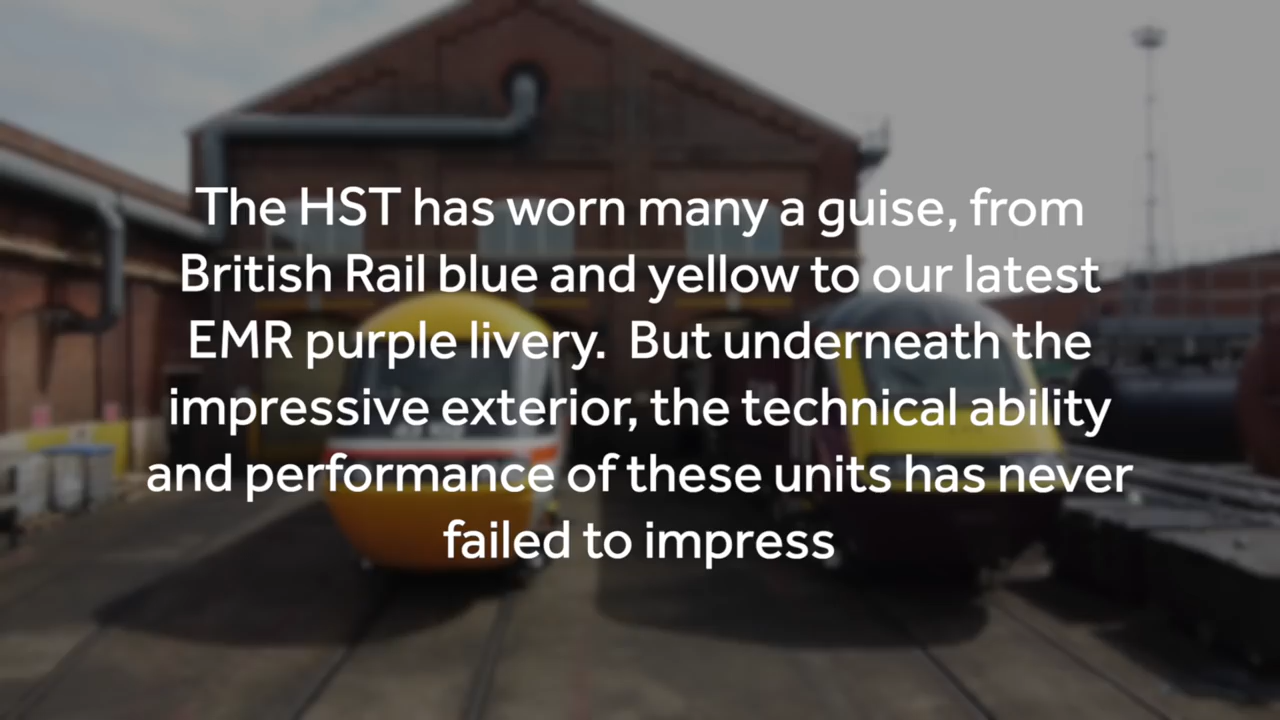 The HST has worn many a guise, from
British Rail blue and yellow to our latest
EMR purple livery.  But underneath the
impressive exterior, the technical ability
and performance of these units has never
failed to impress